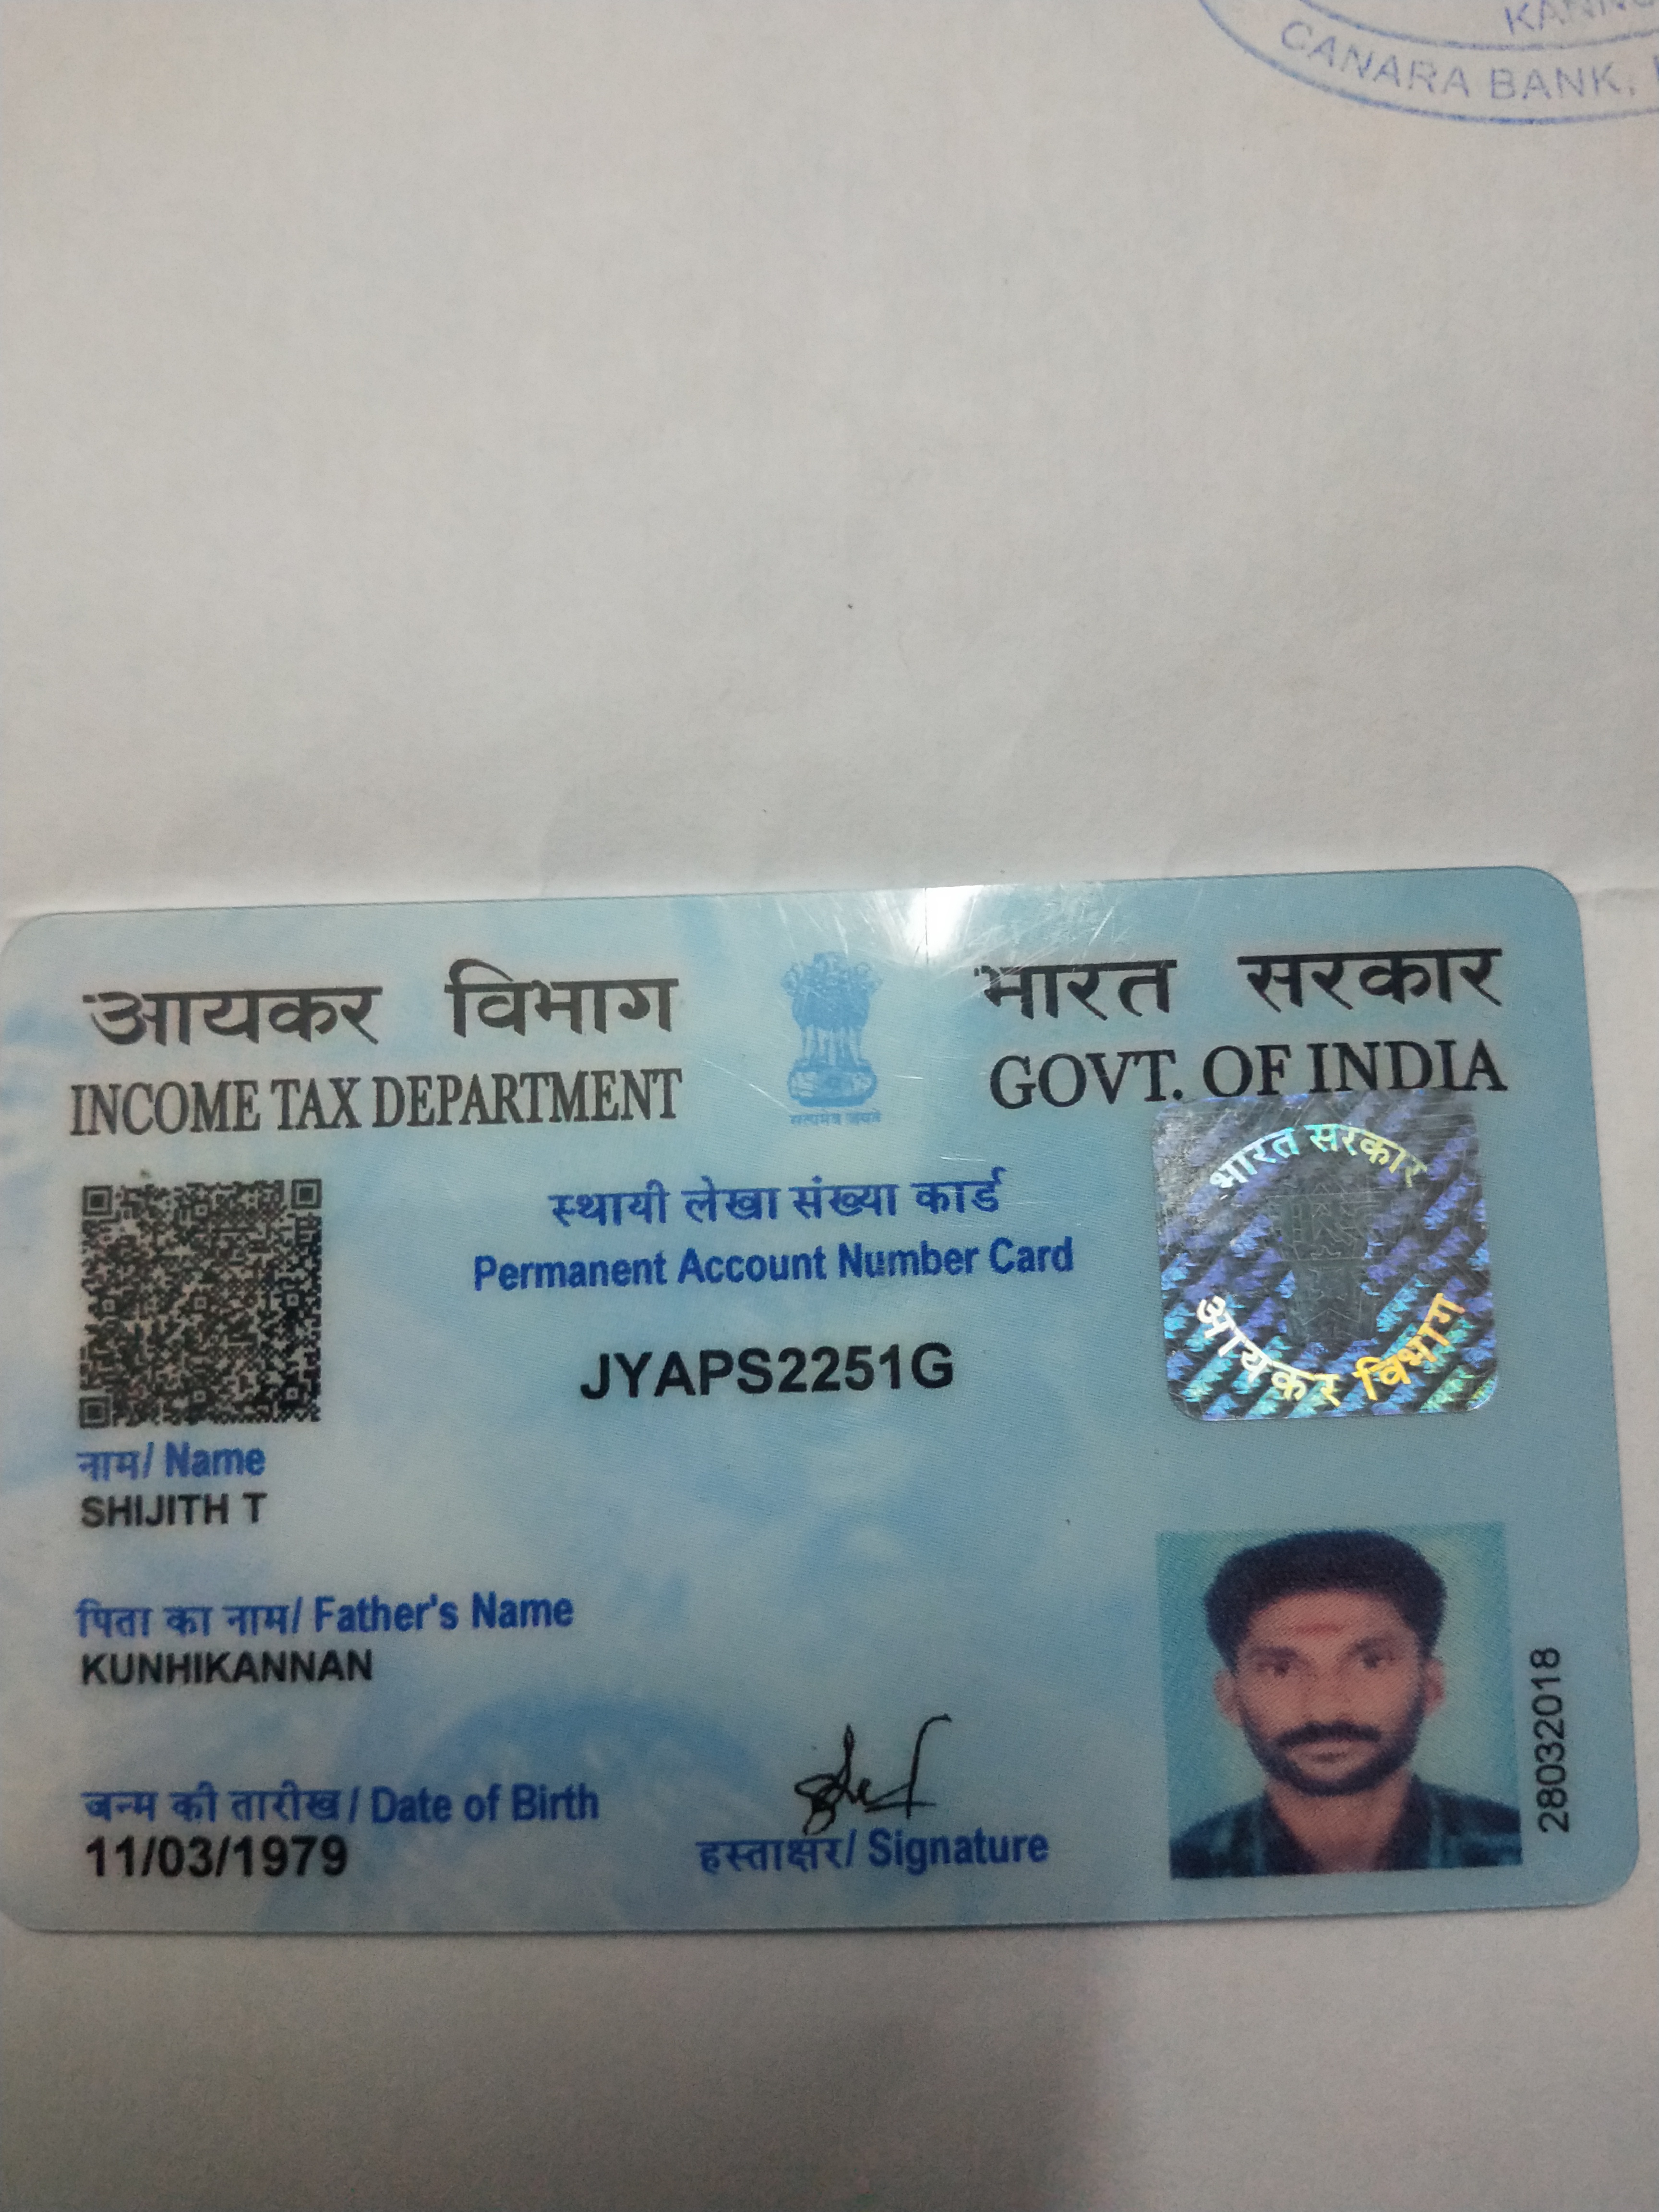 KANNU
CANARA BANK,
आयकर विभाग
INCOME TAX DEPARTMENT
सत्यमेव जयते
भारत सरकार
GOVT. OF INDIA
स्थायी लेखा संख्या कार्ड
Permanent Account Number Card
JYAPS2251G
भारत सरकार
आयकर विभाग
नाम/ Name
SHIJITH T
पिता का नाम/ Father's Name
KUNHIKANNAN
जन्म की तारीख / Date of Birth
11/03/1979
हस्ताक्षर/ Signature
28032018